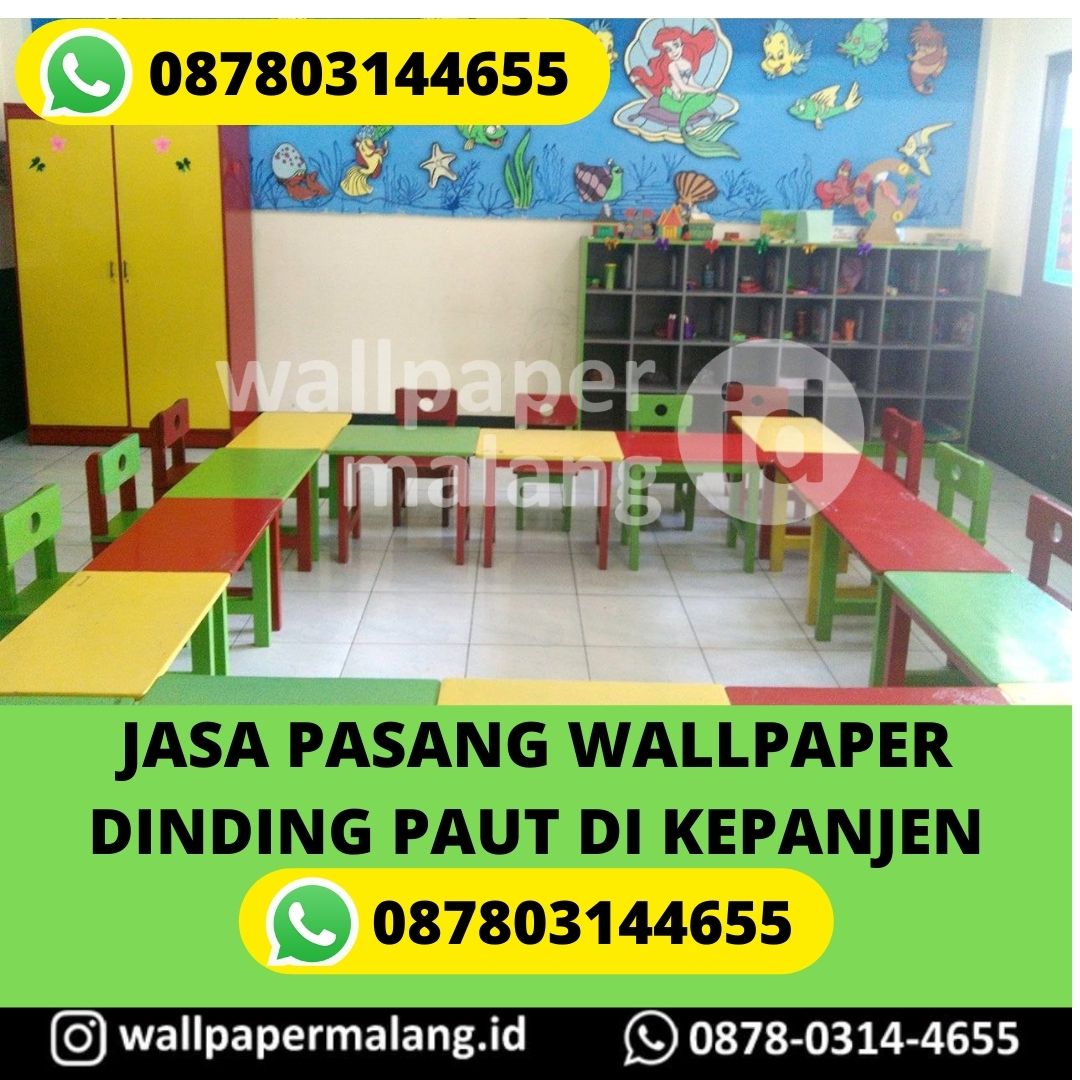 087803144655
wallpaper
malang
id
JASA PASANG WALLPAPER
DINDING PAUT DI KEPANJEN
087803144655
wallpapermalang.id
0878-0314-4655